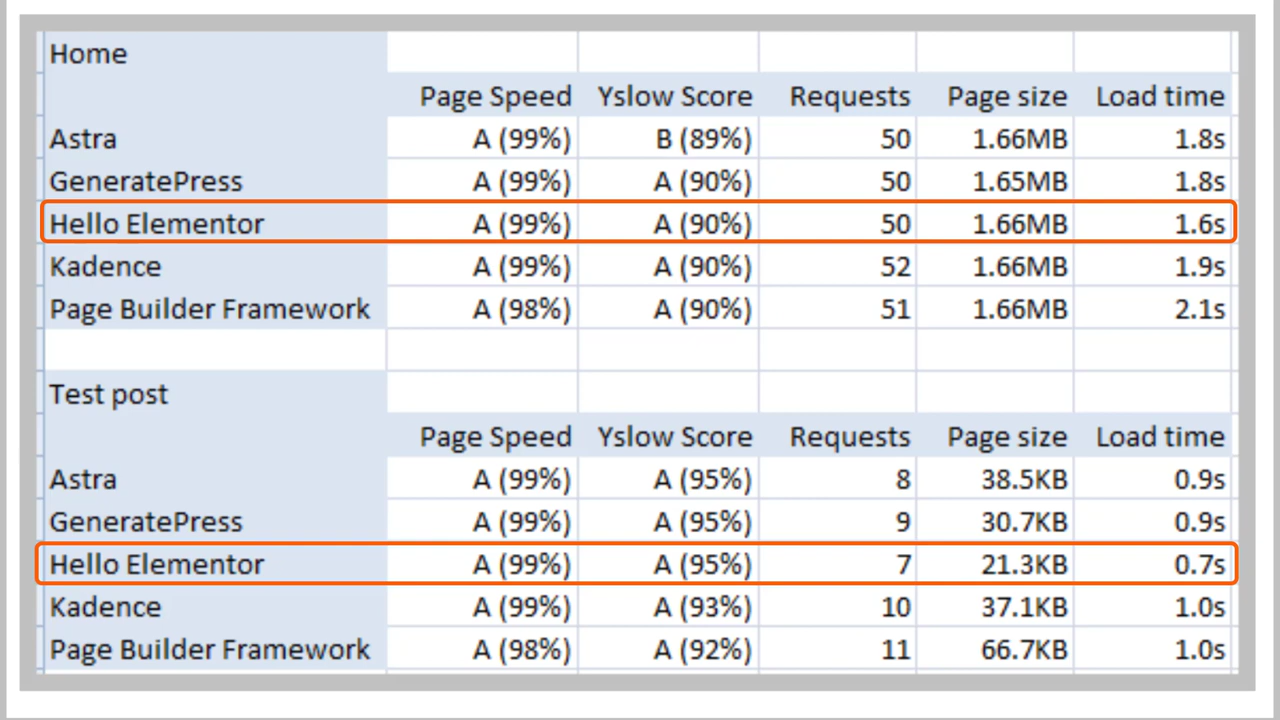 Home
Page Speed Yslow Score Requests Page size Load time
Astra A (99%) B (89%) 50 1.66MB 1.8s
GeneratePress A (99%) A (90%) 50 1.65MB 1.8s
Hello Elementor A (99%) A (90%) 50 1.66MB 1.6s
Kadence A (99%) A (90%) 52 1.66MB 1.9s
Page Builder Framework A (98%) A (90%) 51 1.66MB 2.1s
Test post
Page Speed Yslow Score Requests Page size Load time
Astra A (99%) A (95%) 8 38.5KB 0.9s
GeneratePress A (99%) A (95%) 9 30.7KB 0.9s
Hello Elementor A (99%) A (95%) 7 21.3KB 0.7s
Kadence A (99%) A (93%) 10 37.1KB 1.0s
Page Builder Framework A (98%) A (92%) 11 66.7KB 1.0s